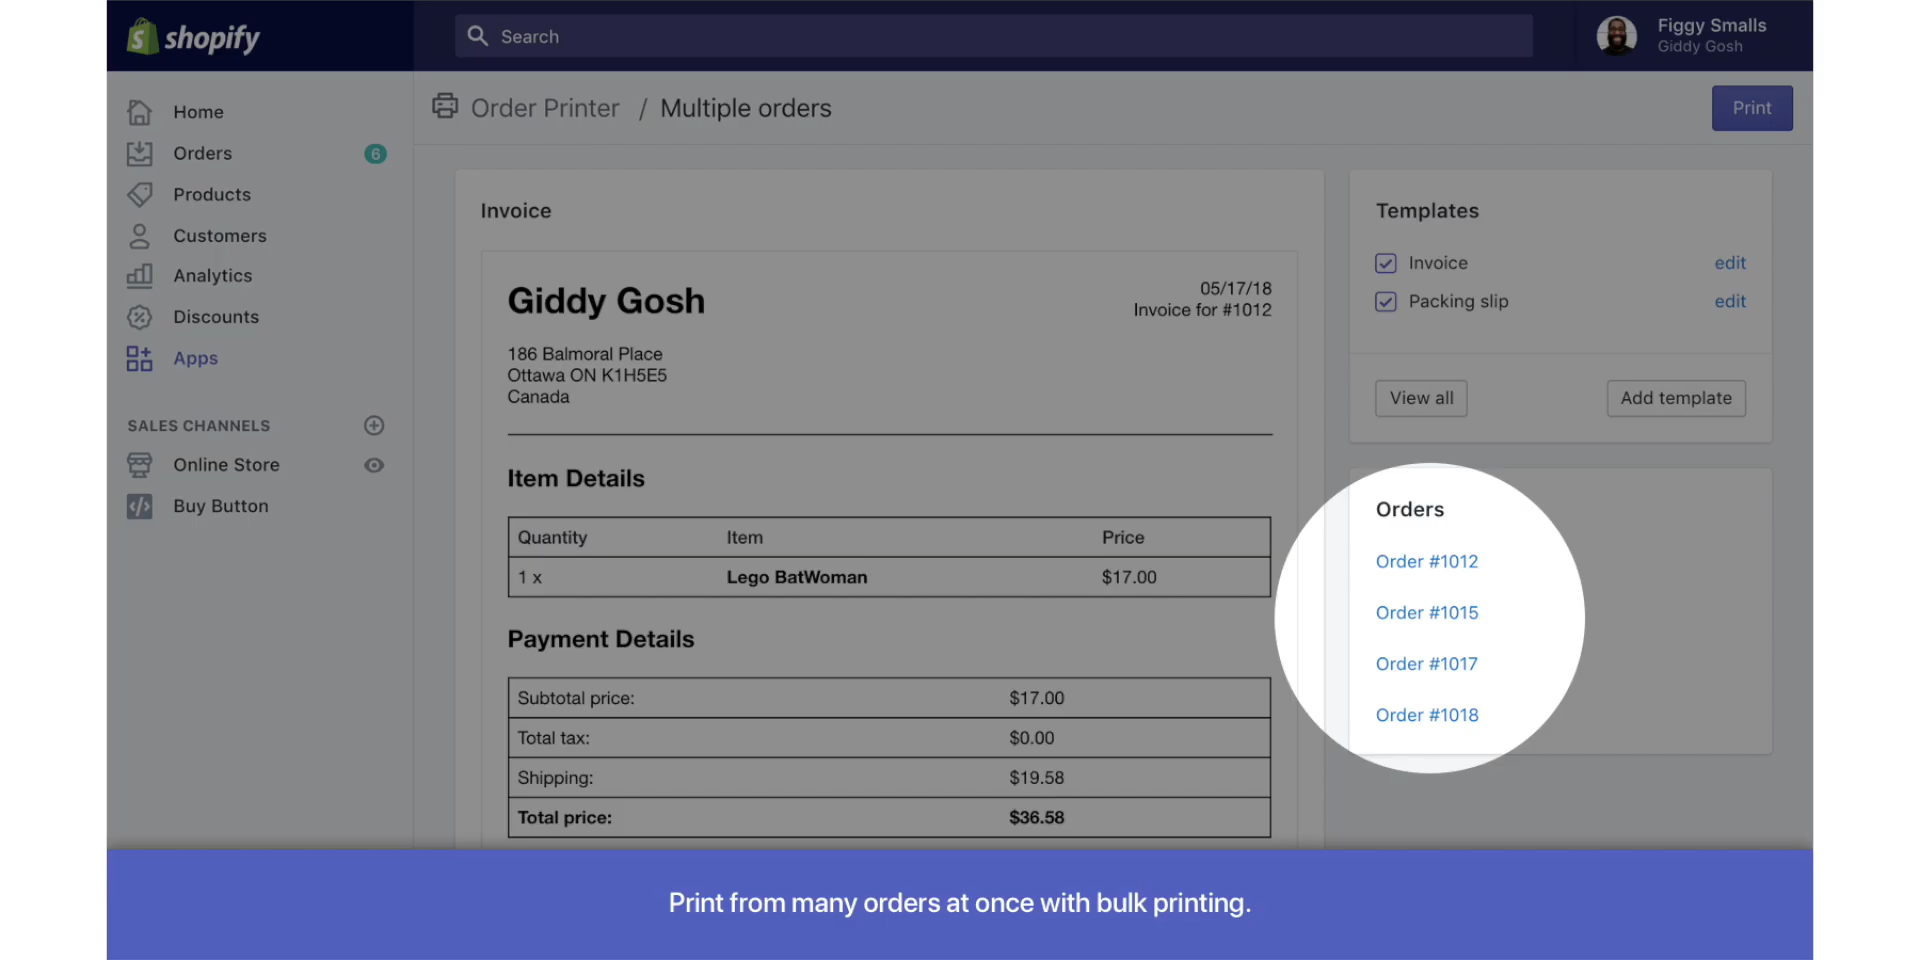 shopify
Search
Figgy Smalls
Giddy Gosh
Home
Orders 6
Products
Customers
Analytics
Discounts
Apps
SALES CHANNELS
Online Store
Buy Button
Order Printer / Multiple orders
Print
Invoice
Giddy Gosh
05/17/18
Invoice for #1012
186 Balmoral Place
Ottawa ON K1H5E5
Canada
Item Details
Quantity Item Price
1 x Lego BatWoman $17.00
Payment Details
Subtotal price: $17.00
Total tax: $0.00
Shipping: $19.58
Total price: $36.58
Templates
Invoice edit
Packing slip edit
View all Add template
Orders
Order #1012
Order #1015
Order #1017
Order #1018
Print from many orders at once with bulk printing.